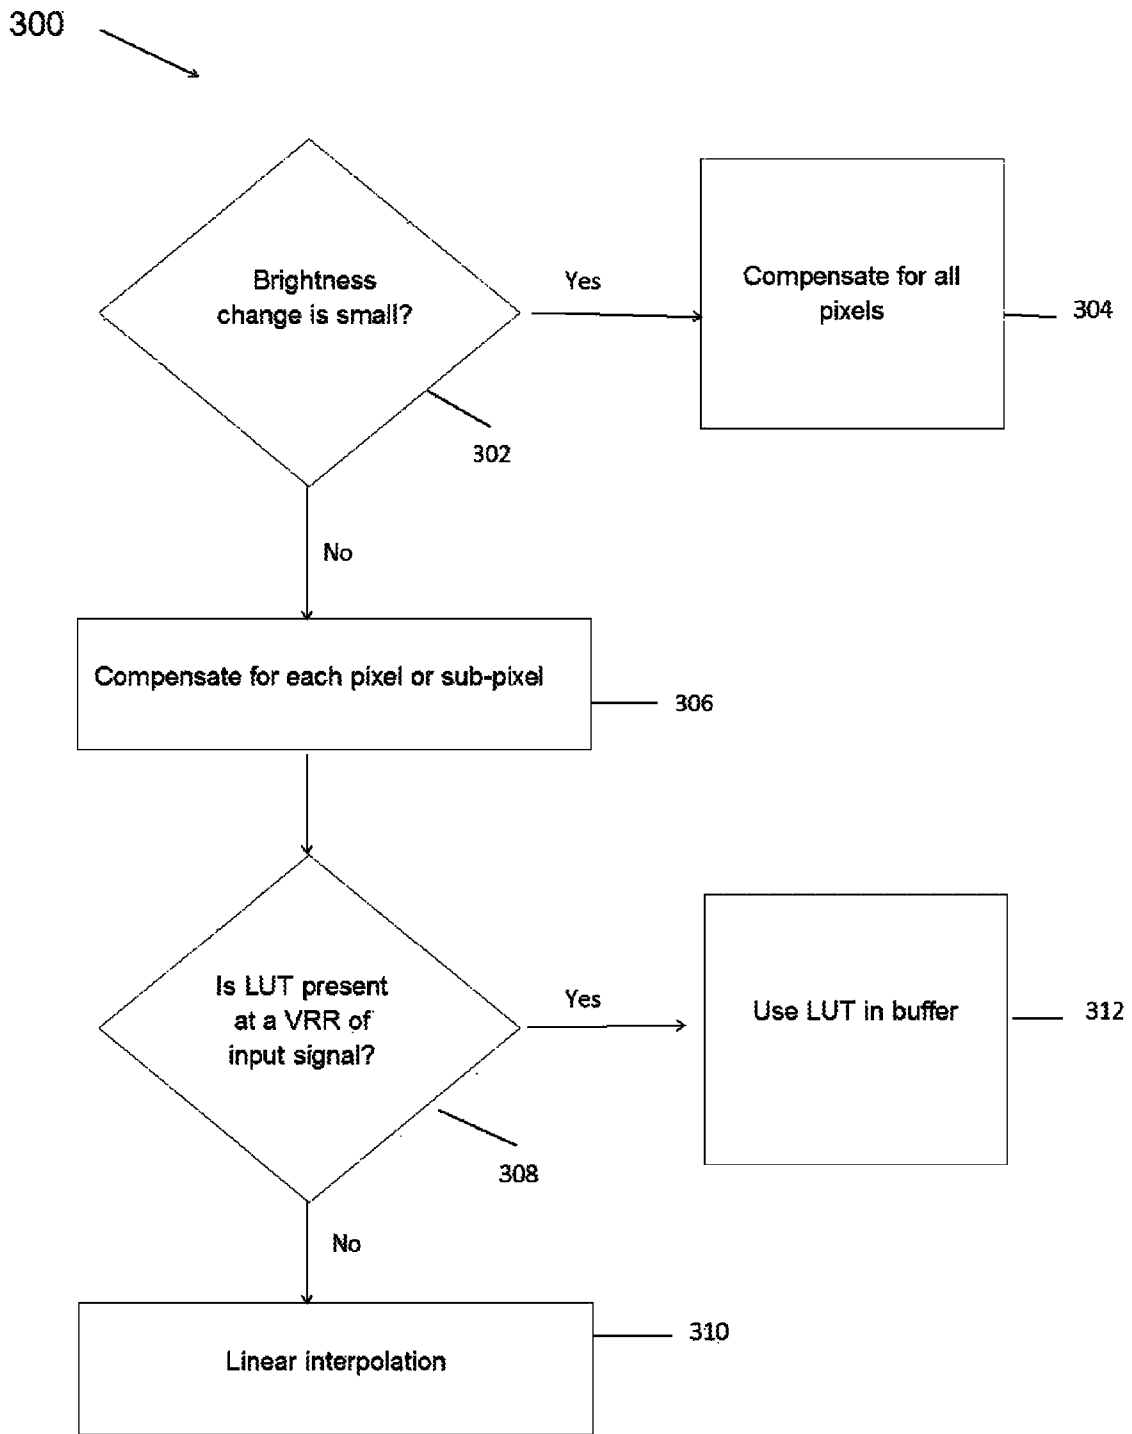 300
Brightness
change is small?
Yes
Compensate for all
pixels
304
302
No
Compensate for each pixel or sub-pixel
306
Is LUT present
at a VRR of
input signal?
Yes
Use LUT in buffer
312
308
No
310
Linear interpolation